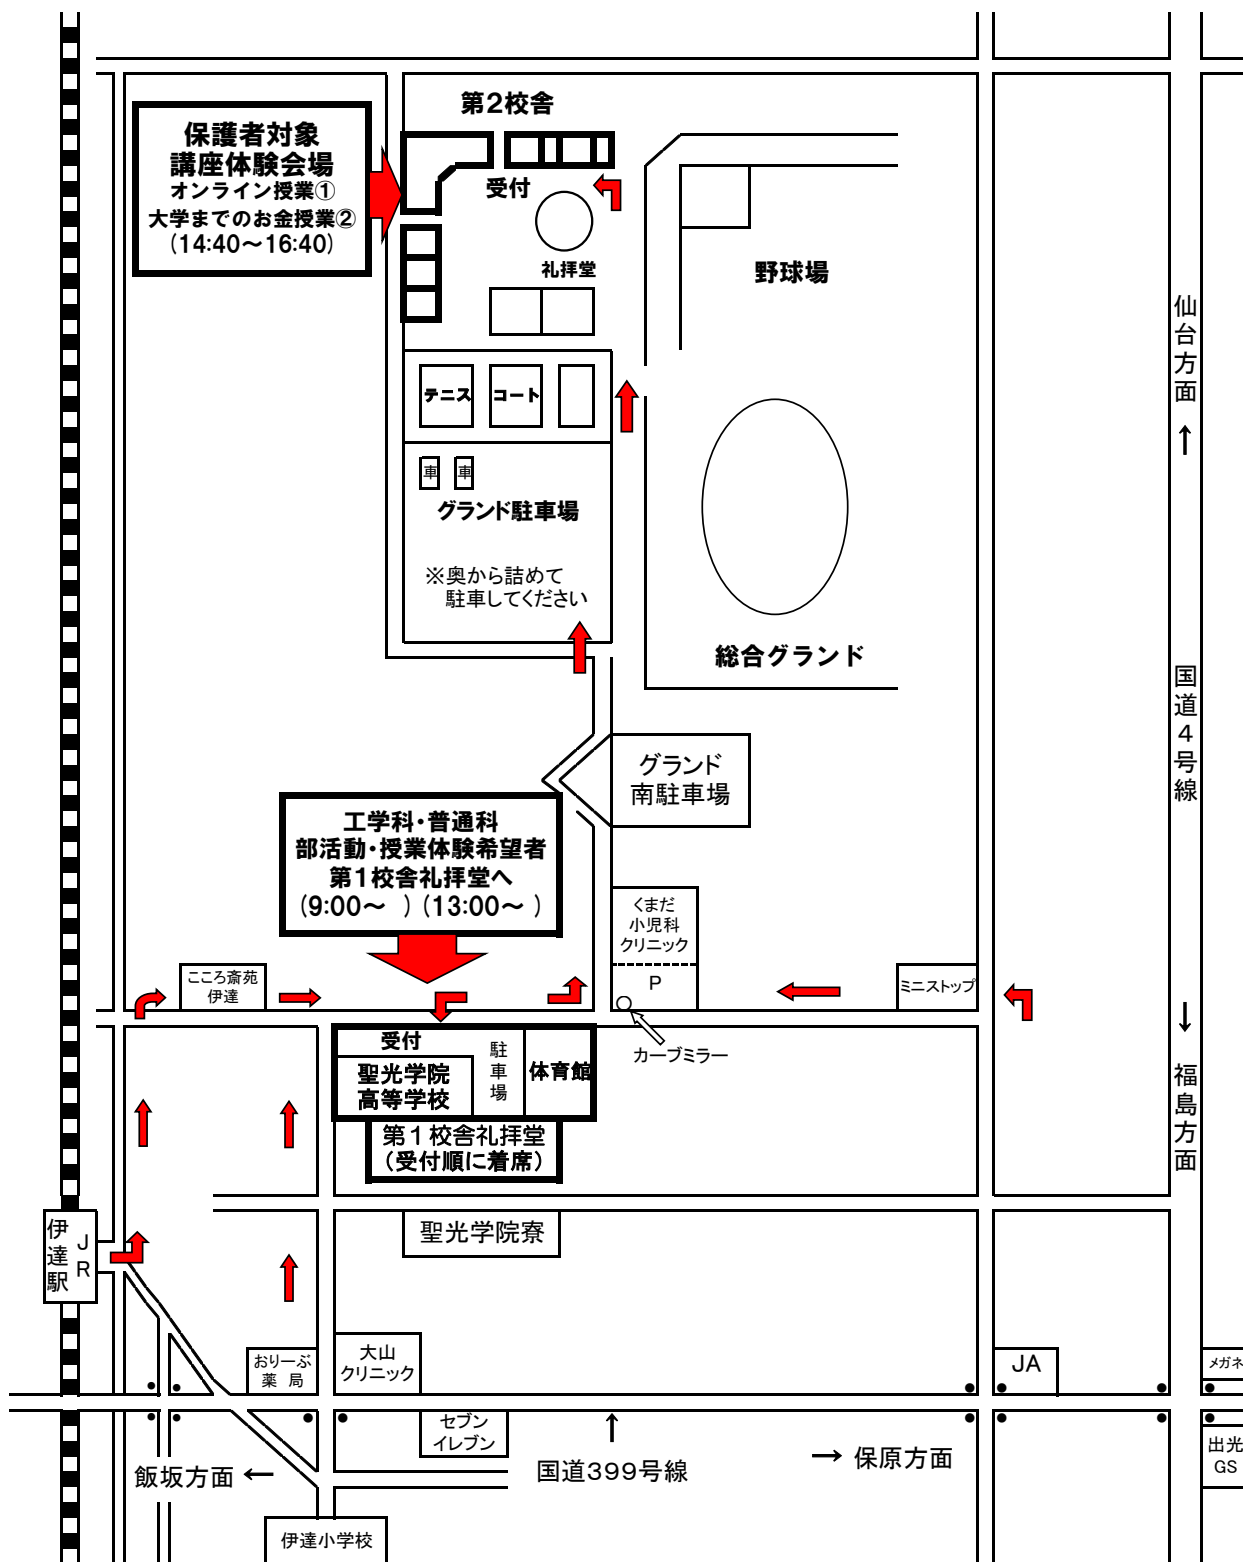 第２校舎
保護者対象
講座体験会場
オンライン授業①
大学までのお金授業②
(14:40～16:40)
受付
礼拝堂
野球場
仙台方面
↑
テニス
コート
車
車
グランド駐車場
※奥から詰めて
駐車してください
総合グランド
国道４号線
グランド
南駐車場
工学科・普通科
部活動・授業体験希望者
第１校舎礼拝堂へ
(9:00～ ) (13:00～ )
くまだ
小児科
クリニック
P
こころ斎苑
伊達
ミニストップ
カーブミラー
↓
福島方面
受付
聖光学院
高等学校
駐車場
体育館
第１校舎礼拝堂
（受付順に着席）
聖光学院寮
JR
伊達駅
おりーぶ
薬 局
大山
クリニック
JA
メガネ
セブン
イレブン
飯坂方面 ←
↑
国道399号線
→ 保原方面
出光
GS
伊達小学校